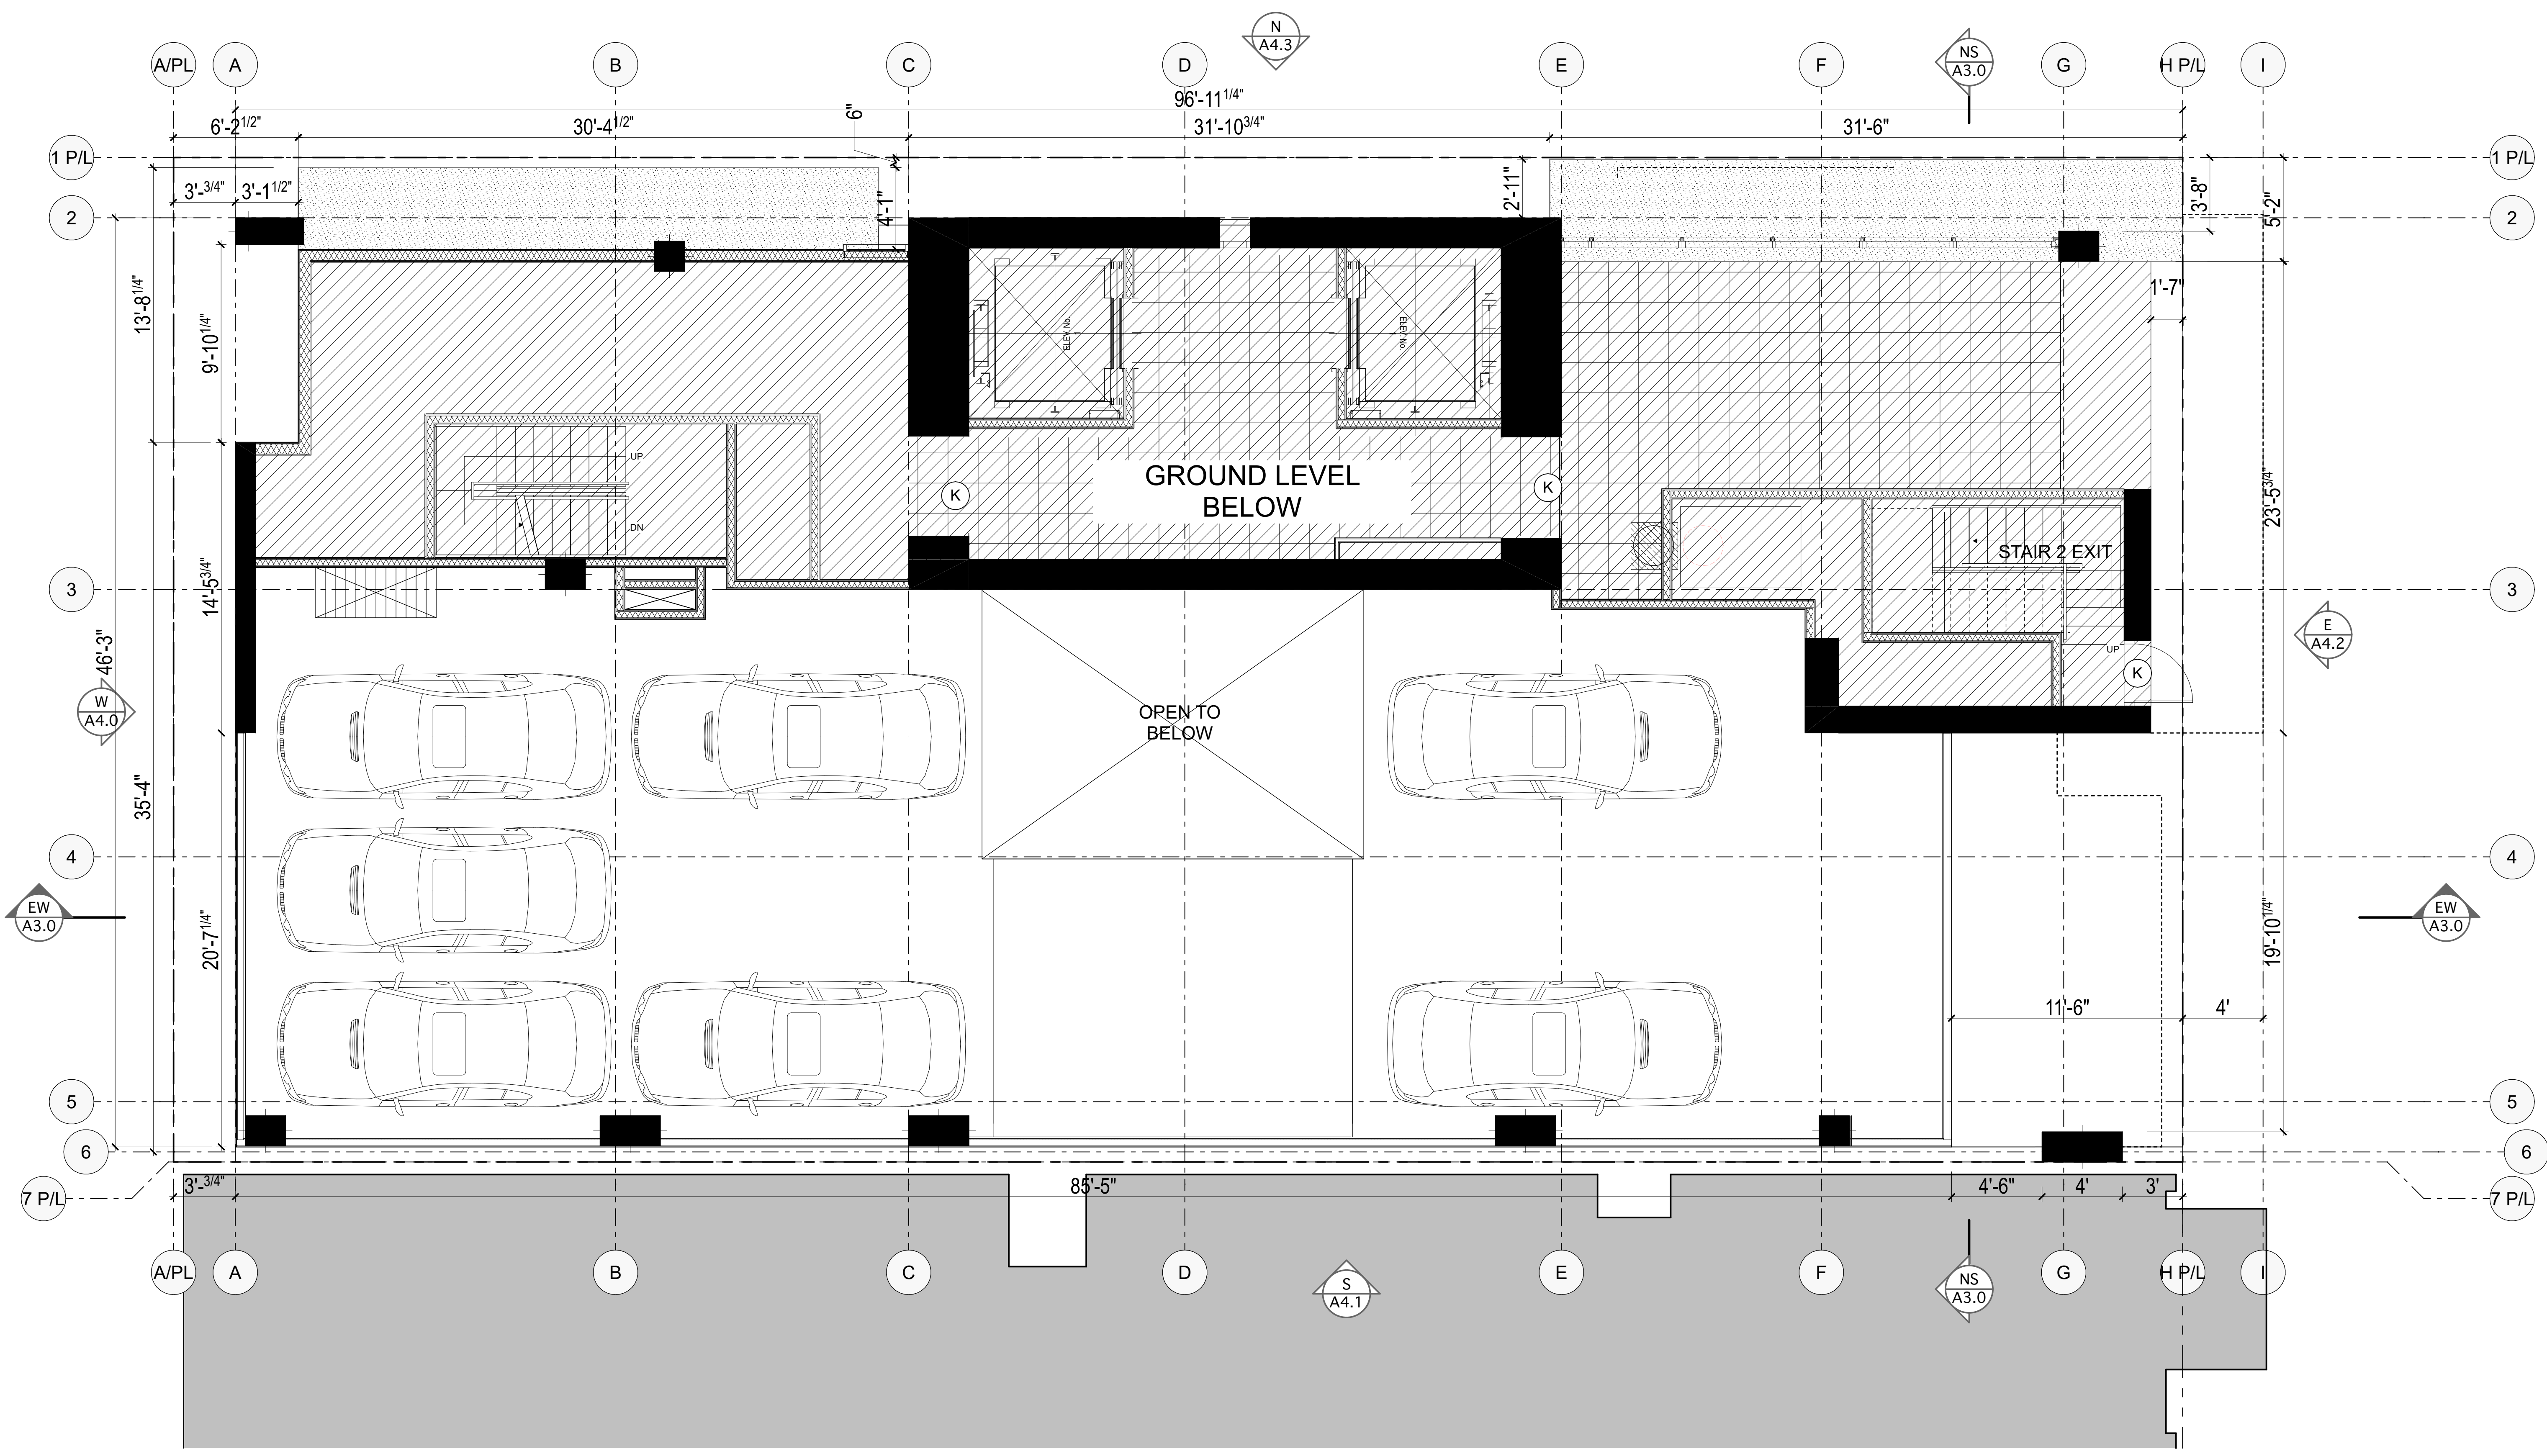 N
A4.3
A/PL
A
B
C
D
E
F
NS
A3.0
G
H P/L
I
96'-11 1/4"
6'-2 1/2"
30'-4 1/2"
6"
31'-10 3/4"
31'-6"
1 P/L
1 P/L
3'-3/4"
3'-1 1/2"
4'-1"
2'-11"
3'-8"
5'-2"
2
2
13'-8 1/4"
9'-10 1/4"
1'-7"
ELEV. No.
1
ELEV. No.
1
UP
DN
K
GROUND LEVEL
BELOW
K
23'-5 3/4"
STAIR 2 EXIT
3
3
14'-5 3/4"
46'-3"
E
A4.2
UP
K
W
A4.0
OPEN TO
BELOW
35'-4"
4
4
EW
A3.0
EW
A3.0
20'-7 1/4"
19'-10 1/4"
11'-6"
4'
5
5
6
6
7 P/L
3'-3/4"
85'-5"
4'-6"
4'
3'
7 P/L
A/PL
A
B
C
D
S
A4.1
E
F
NS
A3.0
G
H P/L
I